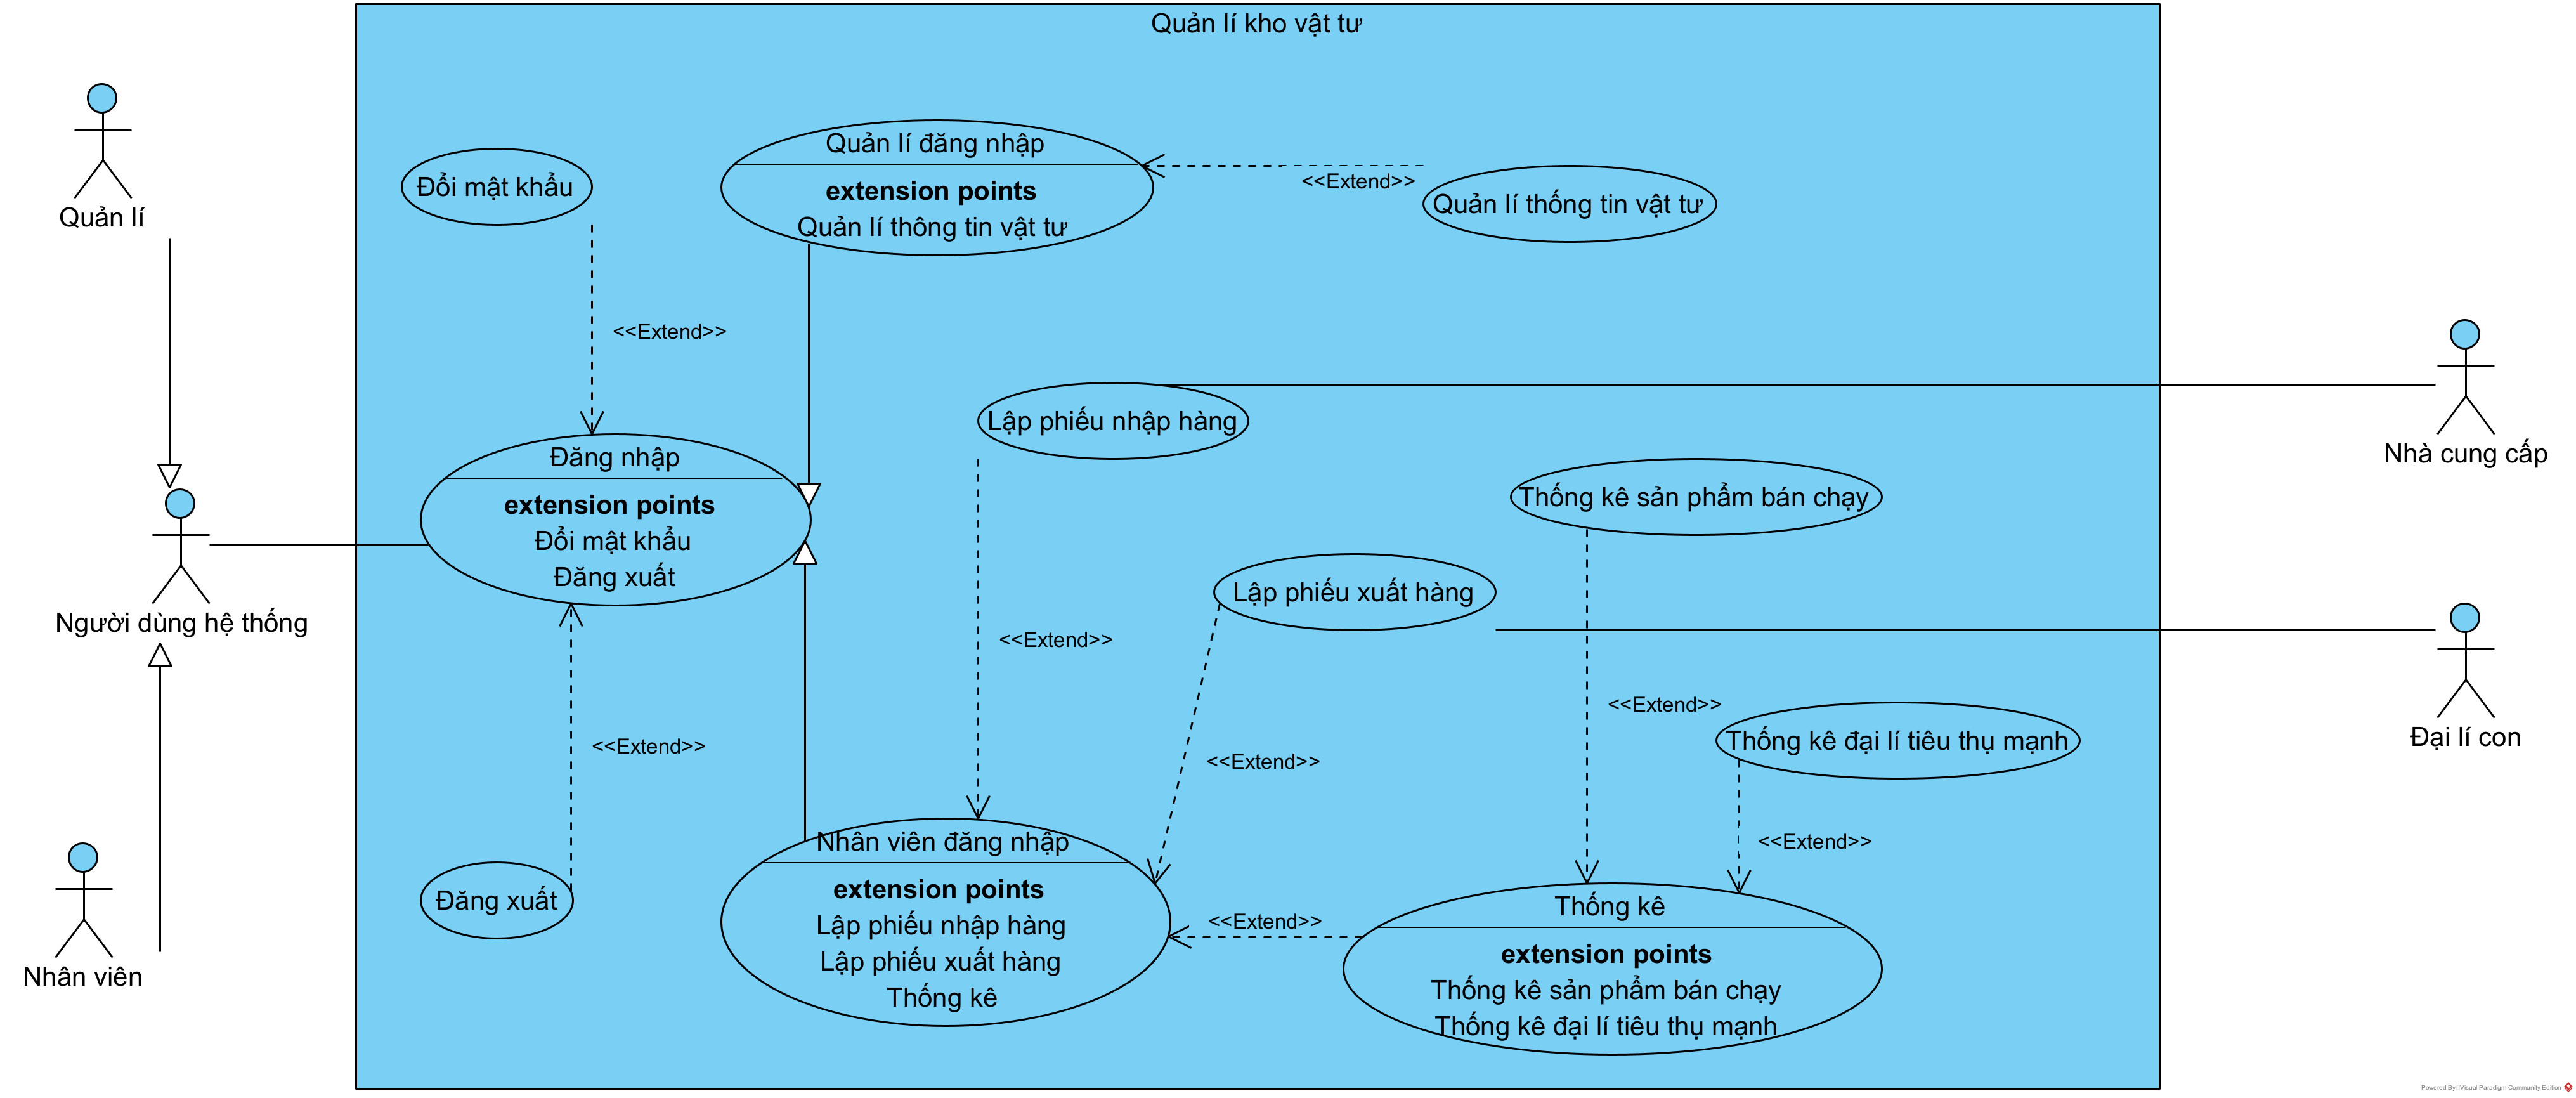 Quản lí kho vật tư
Quản lí
Đổi mật khẩu
Quản lí đăng nhập
extension points
Quản lí thông tin vật tư
<<Extend>>
Quản lí thống tin vật tư
<<Extend>>
Lập phiếu nhập hàng
Nhà cung cấp
Đăng nhập
extension points
Đổi mật khẩu
Đăng xuất
Thống kê sản phẩm bán chạy
Lập phiếu xuất hàng
Người dùng hệ thống
<<Extend>>
<<Extend>>
Thống kê đại lí tiêu thụ mạnh
Đại lí con
<<Extend>>
<<Extend>>
<<Extend>>
Nhân viên đăng nhập
extension points
Lập phiếu nhập hàng
Lập phiếu xuất hàng
Thống kê
Đăng xuất
<<Extend>>
Thống kê
extension points
Thống kê sản phẩm bán chạy
Thống kê đại lí tiêu thụ mạnh
Nhân viên
Powered By: Visual Paradigm Community Edition